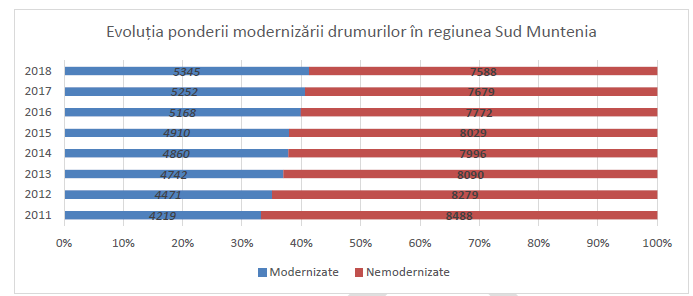 Evoluția ponderii modernizării drumurilor în regiunea Sud Muntenia
2018 5345 7588
2017 5252 7679
2016 5168 7772
2015 4910 8029
2014 4860 7996
2013 4742 8090
2012 4471 8279
2011 4219 8488
0% 10% 20% 30% 40% 50% 60% 70% 80% 90% 100%
Modernizate Nemodernizate